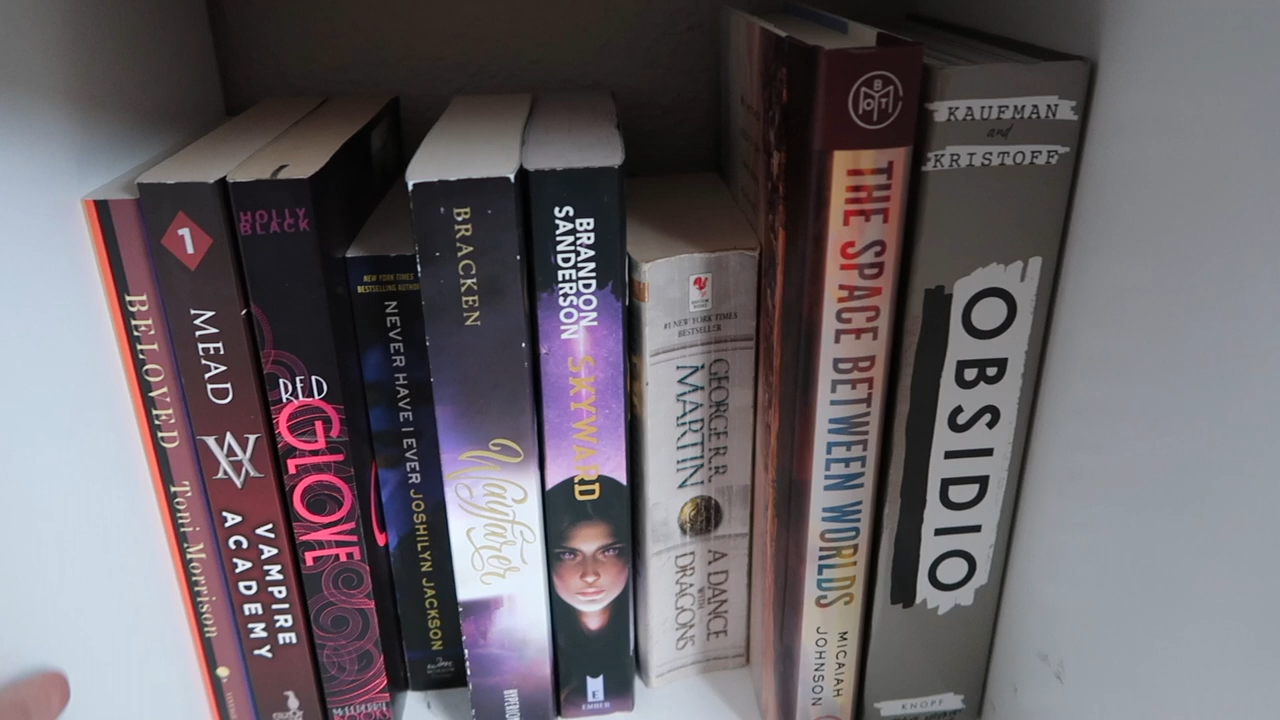 BELOVED Toni Morrison
1
MEAD
VAMPIRE
ACADEMY
HOLLY
BLACK
RED
GLOVE
NEW YORK TIMES
BESTSELLING AUTHOR
NEVER HAVE I EVER JOSHILYN JACKSON
BRACKEN
Wayfarer
BRANDON
SANDERSON
SKYWARD
E
EMBER
#1 NEW YORK TIMES
BESTSELLER
GEORGE R.R.
MARTIN
A DANCE
WITH
DRAGONS
BOTM
THE SPACE BETWEEN WORLDS
MICAIAH
JOHNSON
KAUFMAN
and
KRISTOFF
OBSIDIO
KNOPF